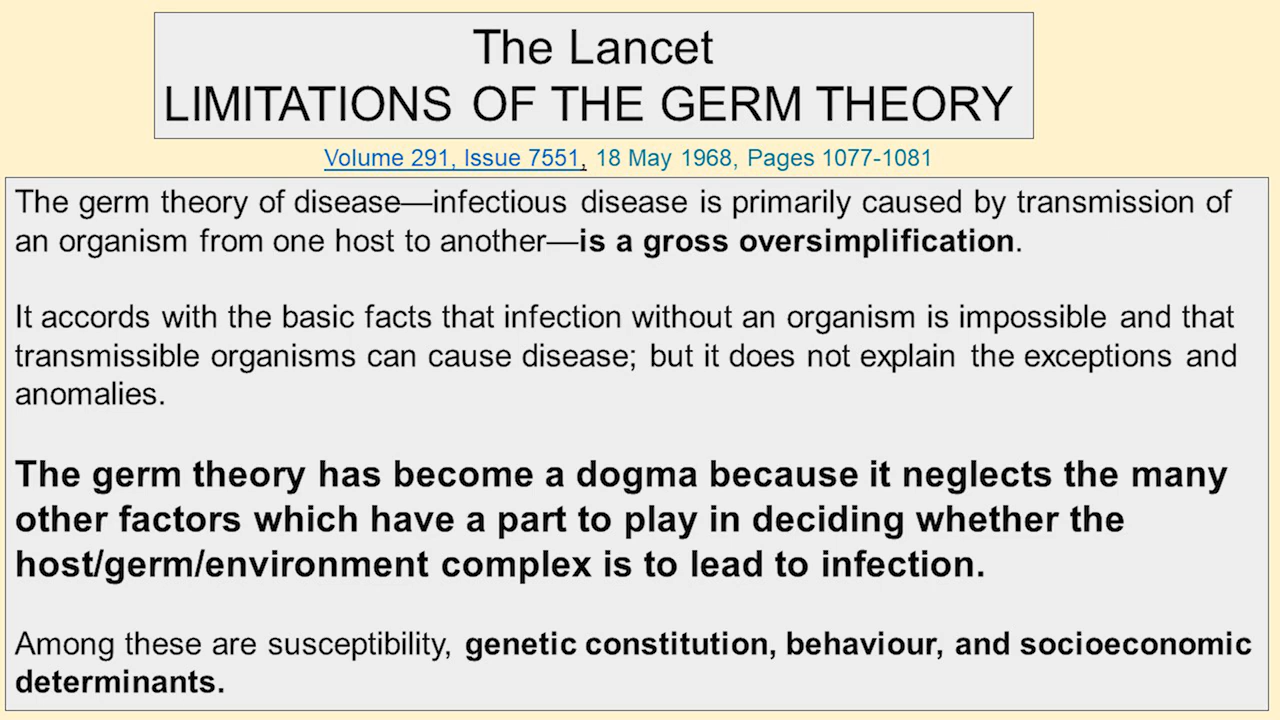 The Lancet
LIMITATIONS OF THE GERM THEORY
Volume 291, Issue 7551, 18 May 1968, Pages 1077-1081
The germ theory of disease—infectious disease is primarily caused by transmission of
an organism from one host to another—is a gross oversimplification.
It accords with the basic facts that infection without an organism is impossible and that
transmissible organisms can cause disease; but it does not explain the exceptions and
anomalies.
The germ theory has become a dogma because it neglects the many
other factors which have a part to play in deciding whether the
host/germ/environment complex is to lead to infection.
Among these are susceptibility, genetic constitution, behaviour, and socioeconomic
determinants.